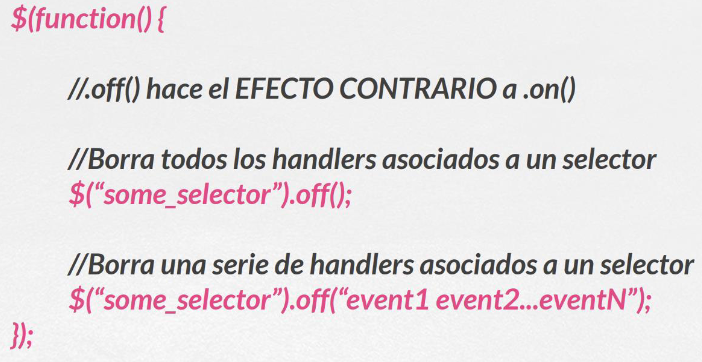 $(function() {
//.off() hace el EFECTO CONTRARIO a .on()
//Borra todos los handlers asociados a un selector
$(“some_selector”).off();
//Borra una serie de handlers asociados a un selector
$(“some_selector”).off(“event1 event2...eventN”);
});